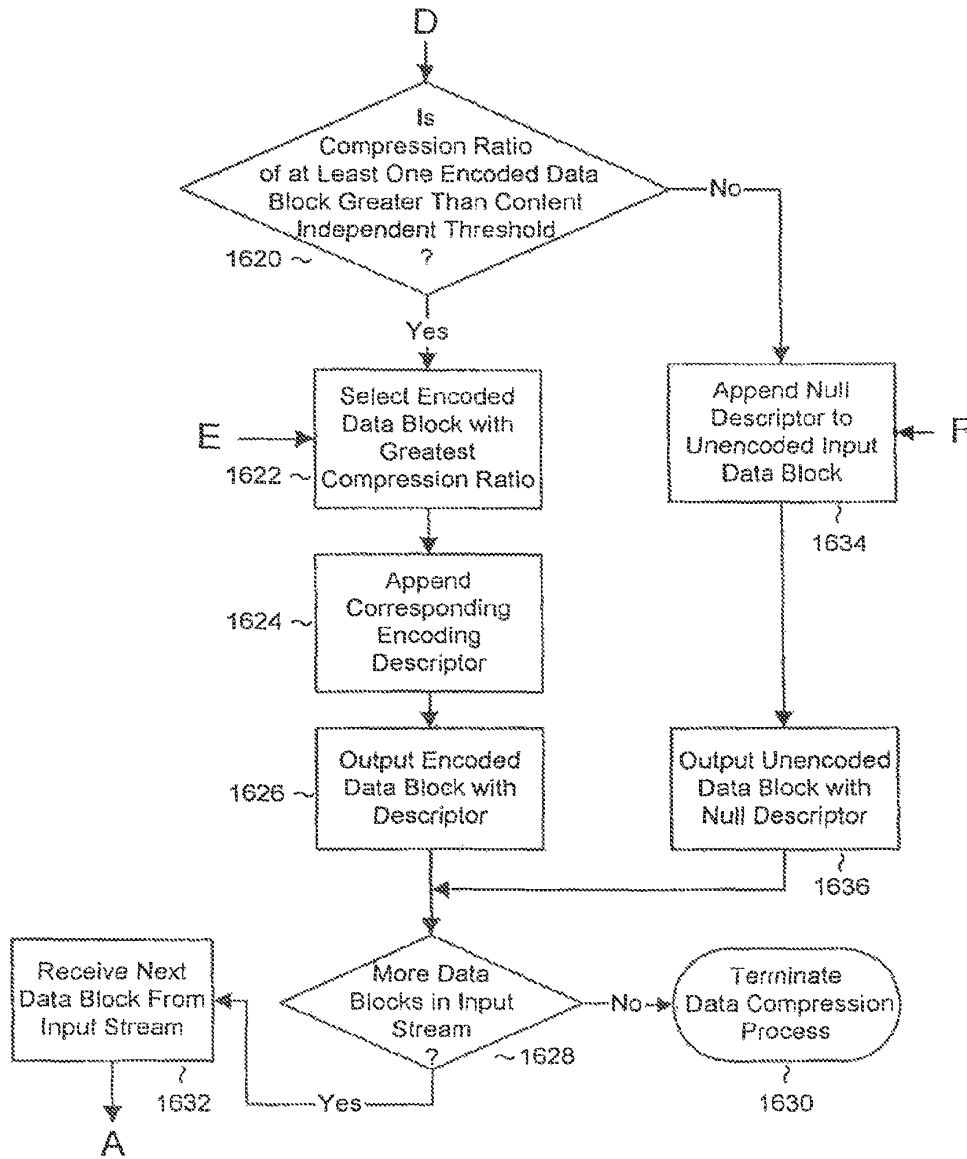 D
Is
Compression Ratio
of at Least One Encoded Data
Block Greater Than Content
Independent Threshold
?
1620
No
Yes
E
Select Encoded
Data Block with
Greatest
Compression Ratio
1622
Append Null
Descriptor to
Unencoded Input
Data Block
F
1634
Append
Corresponding
Encoding
Descriptor
1624
Output Encoded
Data Block with
Descriptor
1626
Output Unencoded
Data Block with
Null Descriptor
1636
Receive Next
Data Block From
Input Stream
1632
A
More Data
Blocks in Input
Stream
?
1628
Yes
No
Terminate
Data Compression
Process
1630